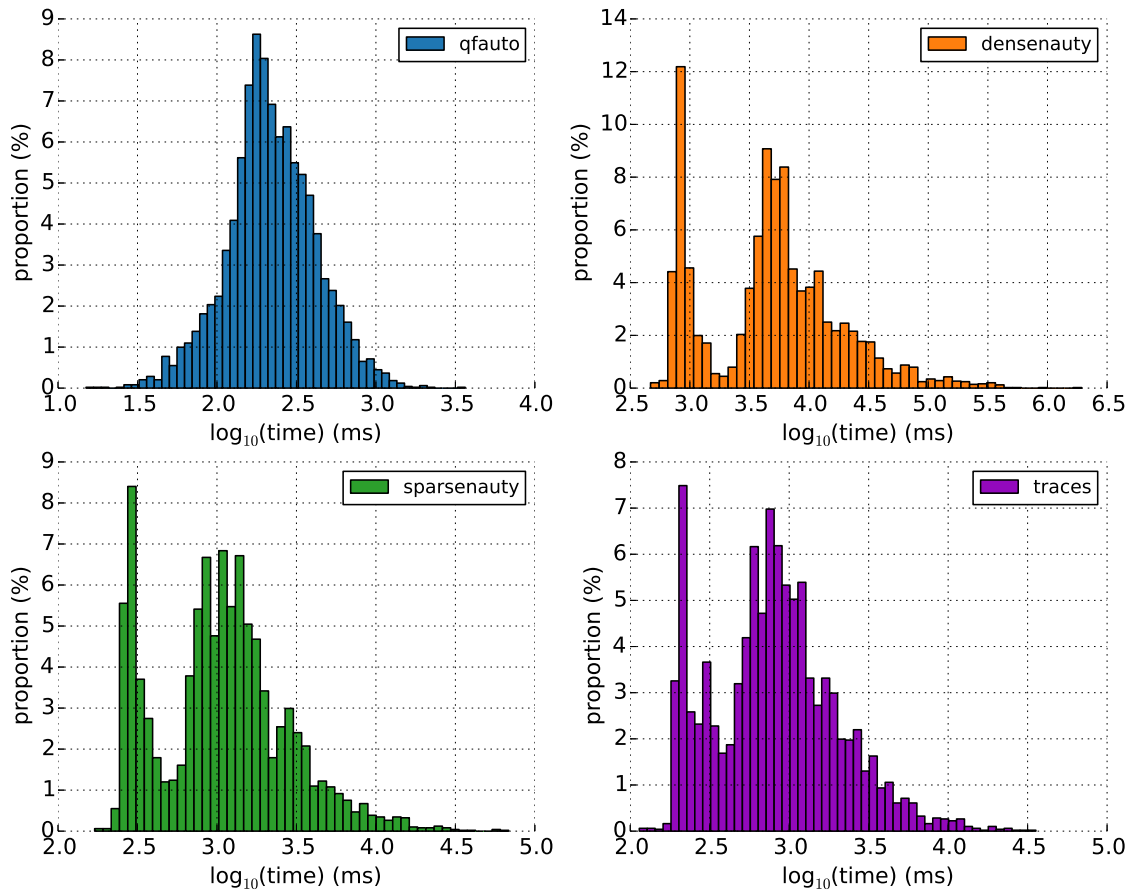 9
8
7
6
5
4
3
2
1
0
proportion (%)
1.0 1.5 2.0 2.5 3.0 3.5 4.0
log10(time) (ms)
qfauto
14
12
10
8
6
4
2
0
proportion (%)
2.5 3.0 3.5 4.0 4.5 5.0 5.5 6.0 6.5
log10(time) (ms)
densenauty
9
8
7
6
5
4
3
2
1
0
proportion (%)
2.0 2.5 3.0 3.5 4.0 4.5 5.0
log10(time) (ms)
sparsenauty
8
7
6
5
4
3
2
1
0
proportion (%)
2.0 2.5 3.0 3.5 4.0 4.5 5.0
log10(time) (ms)
traces